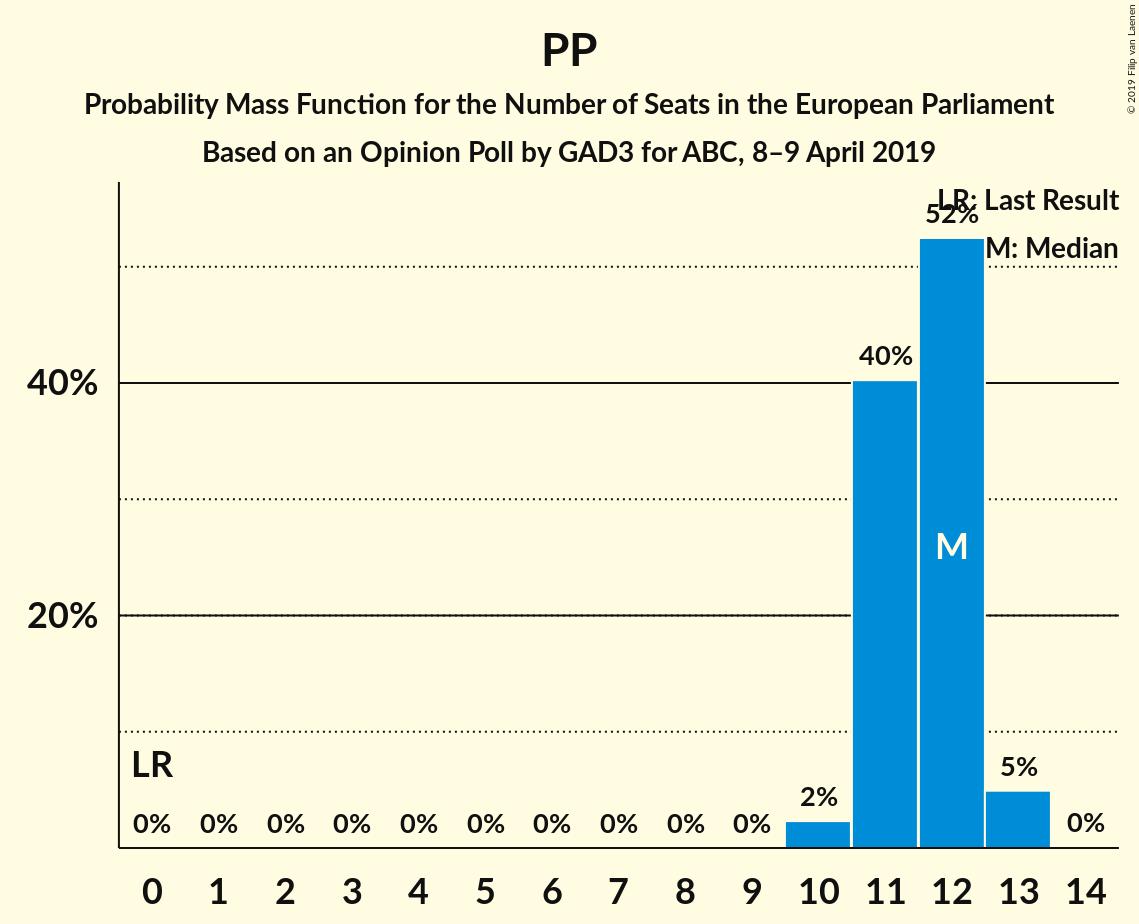 PP
Probability Mass Function for the Number of Seats in the European Parliament
Based on an Opinion Poll by GAD3 for ABC, 8–9 April 2019
© 2019 Filip van Laenen
LR: Last Result
M: Median
52%
40%
40%
M
20%
LR
5%
2%
0% 0% 0% 0% 0% 0% 0% 0% 0% 0% 0%
0 1 2 3 4 5 6 7 8 9 10 11 12 13 14